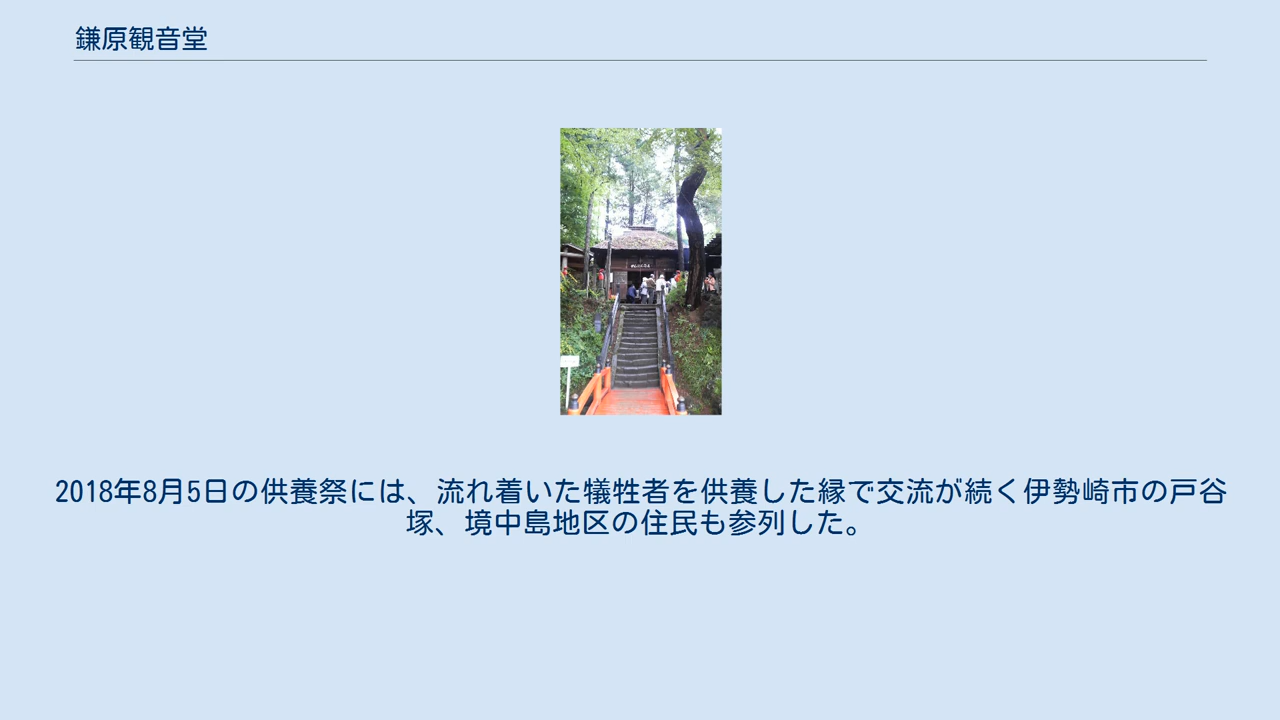 鎌原観音堂
2018年8月5日の供養祭には、流れ着いた犠牲者を供養した縁で交流が続く伊勢崎市の戸谷
塚、境中島地区の住民も参列した。